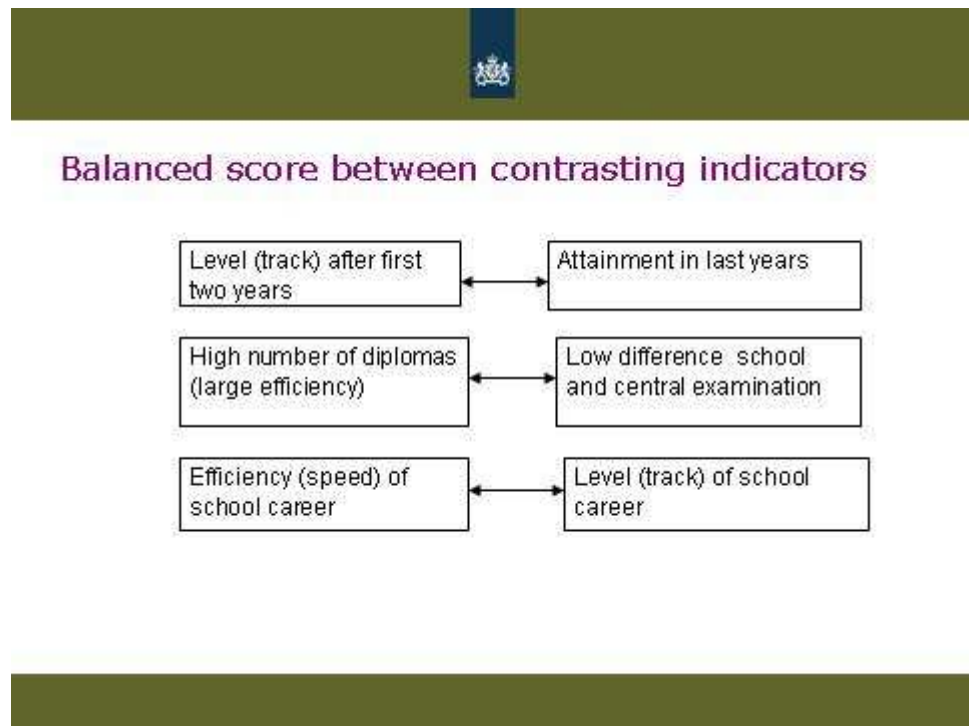 Balanced score between contrasting indicators
Level (track) after first
two years
Attainment in last years
High number of diplomas
(large efficiency)
Low difference school
and central examination
Efficiency (speed) of
school career
Level (track) of school
career